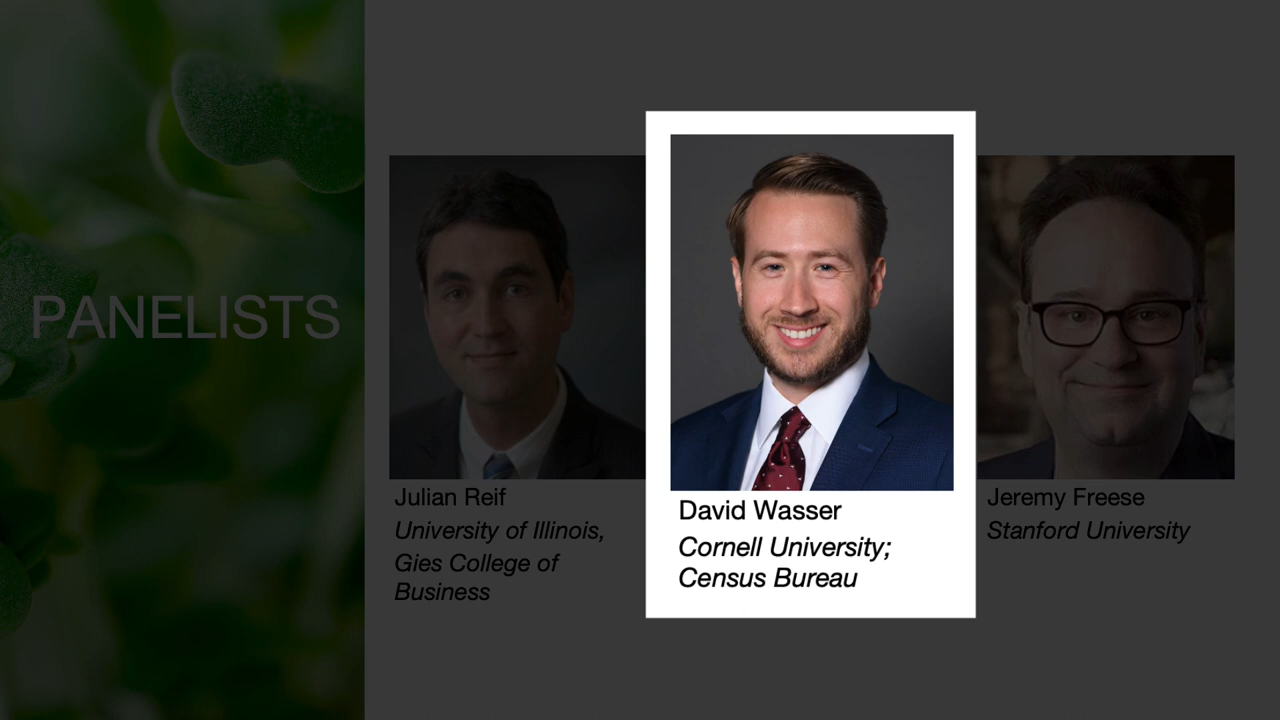 PANELISTS
Julian Reif
University of Illinois,
Gies College of
Business
David Wasser
Cornell University;
Census Bureau
Jeremy Freese
Stanford University